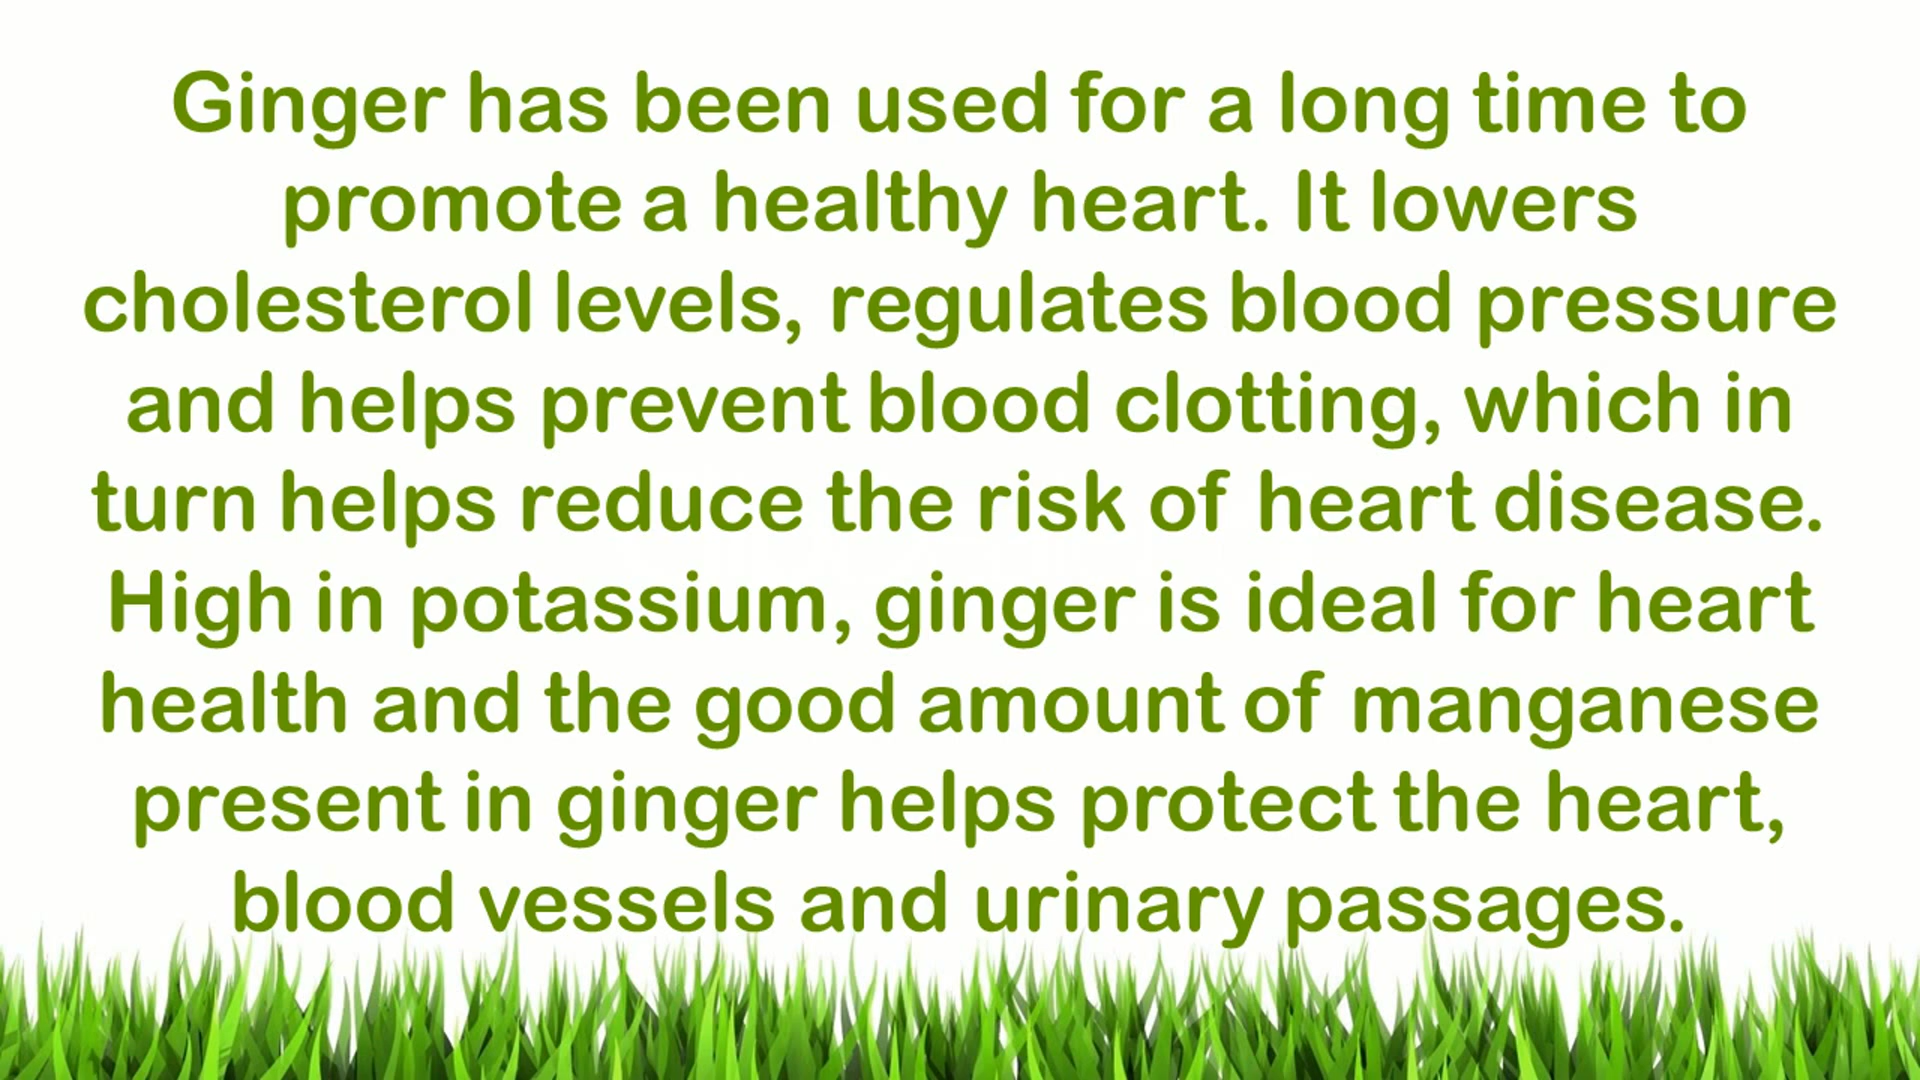 Ginger has been used for a long time to
promote a healthy heart. It lowers
cholesterol levels, regulates blood pressure
and helps prevent blood clotting, which in
turn helps reduce the risk of heart disease.
High in potassium, ginger is ideal for heart
health and the good amount of manganese
present in ginger helps protect the heart,
blood vessels and urinary passages.